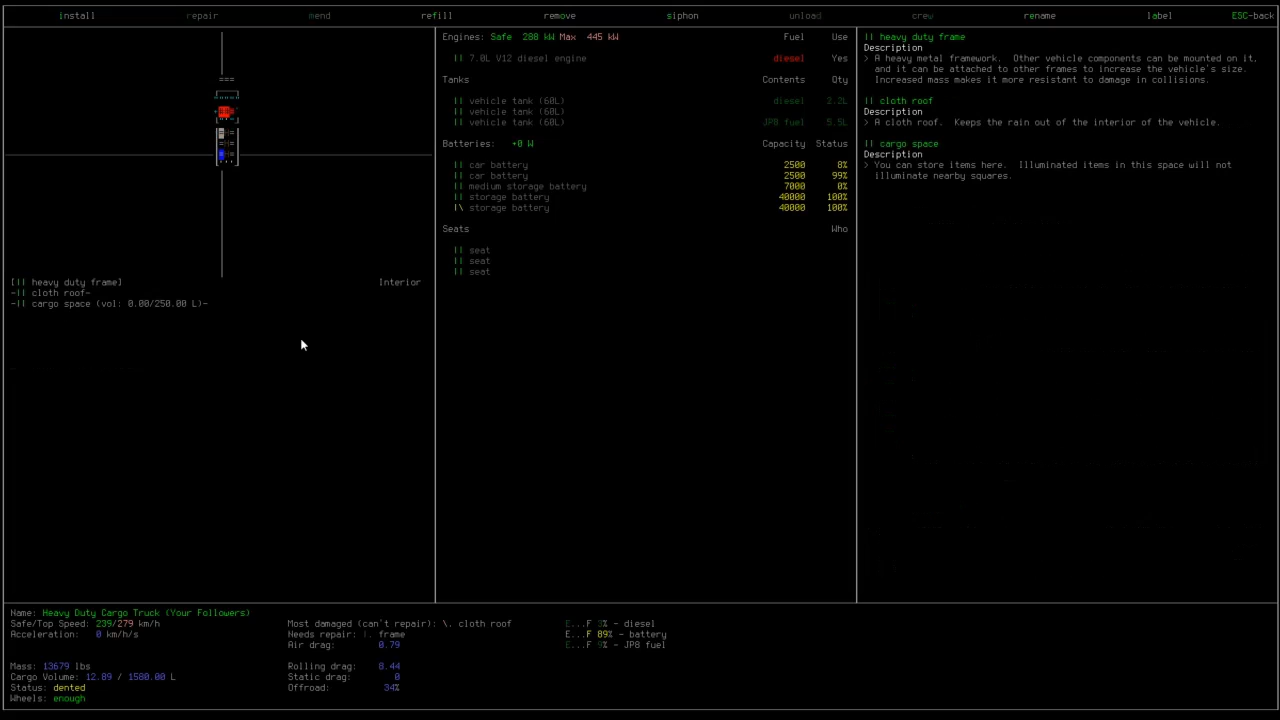 install repair mend refill remove siphon unload crew rename label ESC-back
Engines: Safe 288 kW Max 445 kW Fuel Use
|| 7.0L V12 diesel engine diesel Yes
Tanks Contents Qty
|| vehicle tank (60L) diesel 2.2L
|| vehicle tank (60L)
|| vehicle tank (60L) JP8 fuel 5.5L
Batteries: +0 W Capacity Status
|| car battery 2500 8%
|| car battery 2500 99%
|| medium storage battery 7000 0%
|| storage battery 40000 100%
|\ storage battery 40000 100%
Seats Who
|| seat
|| seat
|| seat
[|| heavy duty frame] Interior
-|| cloth roof-
-|| cargo space (vol: 0.00/250.00 L)-
|| heavy duty frame
Description
> A heavy metal framework. Other vehicle components can be mounted on it,
and it can be attached to other frames to increase the vehicle's size.
Increased mass makes it more resistant to damage in collisions.
|| cloth roof
Description
> A cloth roof. Keeps the rain out of the interior of the vehicle.
|| cargo space
Description
> You can store items here. Illuminated items in this space will not
illuminate nearby squares.
Name: Heavy Duty Cargo Truck (Your Followers)
Safe/Top Speed: 239/279 km/h
Acceleration: 0 km/h/s
Mass: 13679 lbs
Cargo Volume: 12.89 / 1580.00 L
Status: dented
Wheels: enough
Most damaged (can't repair): \. cloth roof
Needs repair: |. frame
Air drag: 0.79
Rolling drag: 8.44
Static drag: 0
Offroad: 34%
E...F 3% - diesel
E...F 89% - battery
E...F 9% - JP8 fuel